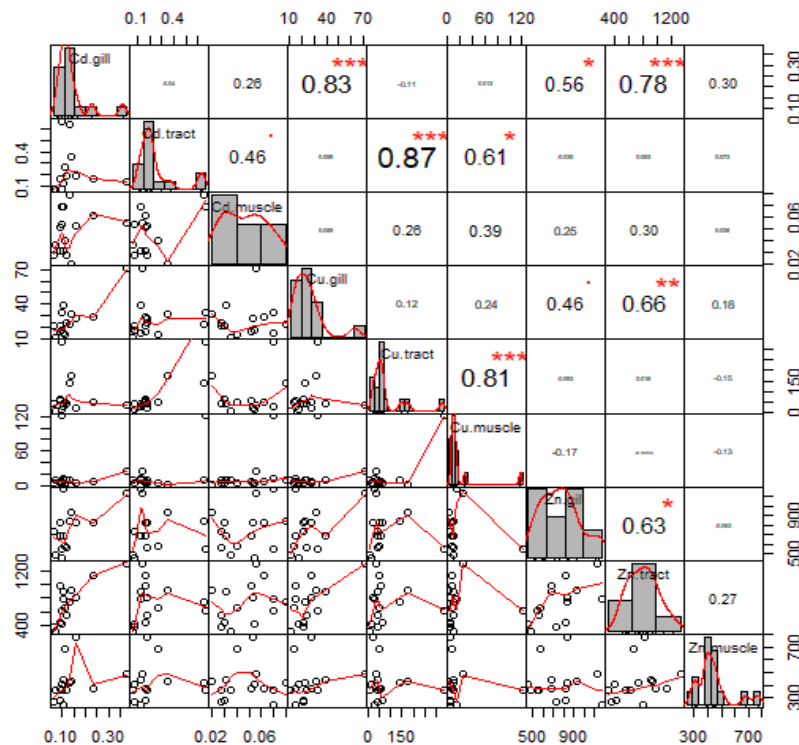 0.1 0.4 10 40 70 0 60 120 400 1200
Cd.gill 0.26 0.83 *** -0.11 0.56 * 0.78 *** 0.30 0.10 0.30
0.1 0.4 Cd.tract 0.46 . 0.87 *** 0.61 *
Cd.muscle 0.26 0.39 0.25 0.30 0.02 0.06
10 40 70 Cu.gill 0.12 0.24 0.46 . 0.66 ** 0.18
Cu.tract 0.81 *** -0.15 0 150
0 60 120 Cu.muscle -0.17 -0.13
Zn.gill 0.63 * 500 900
400 1200 Zn.tract 0.27
Zn.muscle 300 700
0.10 0.30 0.02 0.06 0 150 500 900 300 700